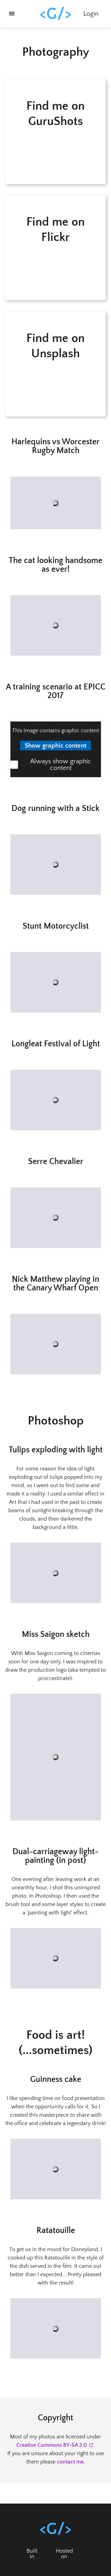 <G/>
Login
Photography
Find me on
GuruShots
Find me on
Flickr
Find me on
Unsplash
Harlequins vs Worcester
Rugby Match
The cat looking handsome
as ever!
A training scenario at EPICC
2017
This image contains graphic content
Show graphic content
Always show graphic
content
Dog running with a Stick
Stunt Motorcyclist
Longleat Festival of Light
Serre Chevalier
Nick Matthew playing in
the Canary Wharf Open
Photoshop
Tulips exploding with light
For some reason the idea of light
exploding out of tulips popped into my
mind, so I went out to find some and
made it a reality. I used a similar effect in
Art that I had used in the past to create
beams of sunlight breaking through the
clouds, and then darkened the
background a little.
Miss Saigon sketch
With Miss Saigon coming to cinemas
soon for one day only, I was inspired to
draw the production logo (aka tempted to
procrastinate).
Dual-carriageway light-
painting (in post)
One evening after leaving work at an
unearthly hour, I shot this uninspired
photo. In Photoshop, I then used the
brush tool and some layer styles to create
a 'painting with light' effect.
Food is art!
(...sometimes)
Guinness cake
I like spending time on food presentation
when the opportunity calls for it. So I
created this masterpiece to share with
the office and celebrate a legendary drink!
Ratatouille
To get us in the mood for Disneyland, I
cooked up this Ratatouille in the style of
the dish served in the film. It came out
better than I expected... Pretty pleased
with the result!
Copyright
Most of my photos are licensed under
Creative Commons BY-SA 3.0 .
If you are unsure about your right to use
them please contact me.
<G/>
Built
in
Hosted
on